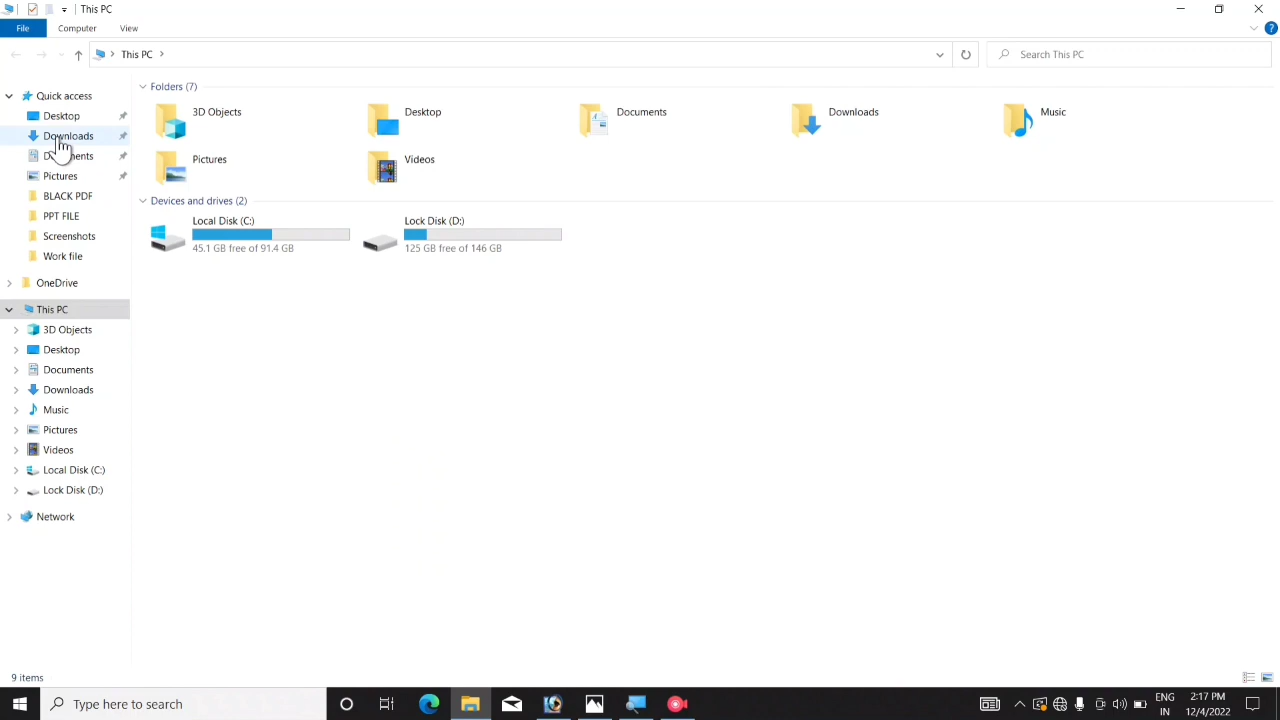 This PC
File Computer View
This PC
Search This PC
Quick access
Desktop
Downloads
Pictures
BLACK PDF
PPT FILE
Screenshots
Work file
OneDrive
This PC
3D Objects
Desktop
Documents
Downloads
Music
Pictures
Videos
Local Disk (C:)
Lock Disk (D:)
Network
Folders (7)
3D Objects Desktop Documents Downloads Music
Pictures Videos
Devices and drives (2)
Local Disk (C:)
45.1 GB free of 91.4 GB
Lock Disk (D:)
125 GB free of 146 GB
9 items
Type here to search
ENG
IN
2:17 PM
12/4/2022